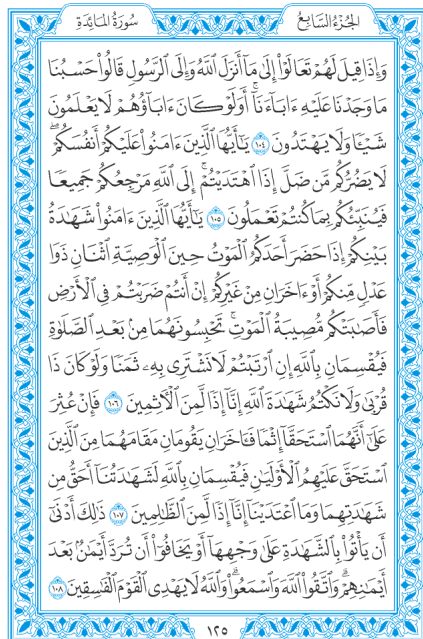 الجُزْءُ السَّابِعُ
سُورَةُ المَائِدَةِ
وَإِذَا قِيلَ لَهُمْ تَعَالَوْا۟ إِلَىٰ مَآ أَنزَلَ ٱللَّهُ وَإِلَى ٱلرَّسُولِ قَالُوا۟ حَسْبُنَا
مَا وَجَدْنَا عَلَيْهِ ءَابَآءَنَآ ۚ أَوَلَوْ كَانَ ءَابَآؤُهُمْ لَا يَعْلَمُونَ
شَيْـًٔا وَلَا يَهْتَدُونَ ١٠٤ يَـٰٓأَيُّهَا ٱلَّذِينَ ءَامَنُوا۟ عَلَيْكُمْ أَنفُسَكُمْ ۖ
لَا يَضُرُّكُم مَّن ضَلَّ إِذَا ٱهْتَدَيْتُمْ ۚ إِلَى ٱللَّهِ مَرْجِعُكُمْ جَمِيعًا
فَيُنَبِّئُكُم بِمَا كُنتُمْ تَعْمَلُونَ ١٠٥ يَـٰٓأَيُّهَا ٱلَّذِينَ ءَامَنُوا۟ شَهَـٰدَةُ
بَيْنِكُمْ إِذَا حَضَرَ أَحَدَكُمُ ٱلْمَوْتُ حِينَ ٱلْوَصِيَّةِ ٱثْنَانِ ذَوَا
عَدْلٍ مِّنكُمْ أَوْ ءَاخَرَانِ مِنْ غَيْرِكُمْ إِنْ أَنتُمْ ضَرَبْتُمْ فِى ٱلْأَرْضِ
فَأَصَـٰبَتْكُم مُّصِيبَةُ ٱلْمَوْتِ ۚ تَحْبِسُونَهُمَا مِنۢ بَعْدِ ٱلصَّلَوٰةِ
فَيُقْسِمَانِ بِٱللَّهِ إِنِ ٱرْتَبْتُمْ لَا نَشْتَرِى بِهِۦ ثَمَنًا وَلَوْ كَانَ ذَا
قُرْبَىٰ ۙ وَلَا نَكْتُمُ شَهَـٰدَةَ ٱللَّهِ إِنَّآ إِذًا لَّمِنَ ٱلْـَٔاثِمِينَ ١٠٦ فَإِنْ عُثِرَ
عَلَىٰٓ أَنَّهُمَا ٱسْتَحَقَّآ إِثْمًا فَـَٔاخَرَانِ يَقُومَانِ مَقَامَهُمَا مِنَ ٱلَّذِينَ
ٱسْتَحَقَّ عَلَيْهِمُ ٱلْأَوْلَيَـٰنِ فَيُقْسِمَانِ بِٱللَّهِ لَشَهَـٰدَتُنَآ أَحَقُّ مِن
شَهَـٰدَتِهِمَا وَمَا ٱعْتَدَيْنَآ إِنَّآ إِذًا لَّمِنَ ٱلظَّـٰلِمِينَ ١٠٧ ذَٰلِكَ أَدْنَىٰٓ
أَن يَأْتُوا۟ بِٱلشَّهَـٰدَةِ عَلَىٰ وَجْهِهَآ أَوْ يَخَافُوٓا۟ أَن تُرَدَّ أَيْمَـٰنٌۢ بَعْدَ
أَيْمَـٰنِهِمْ ۗ وَٱتَّقُوا۟ ٱللَّهَ وَٱسْمَعُوا۟ ۗ وَٱللَّهُ لَا يَهْدِى ٱلْقَوْمَ ٱلْفَـٰسِقِينَ ١٠٨
١٢٥